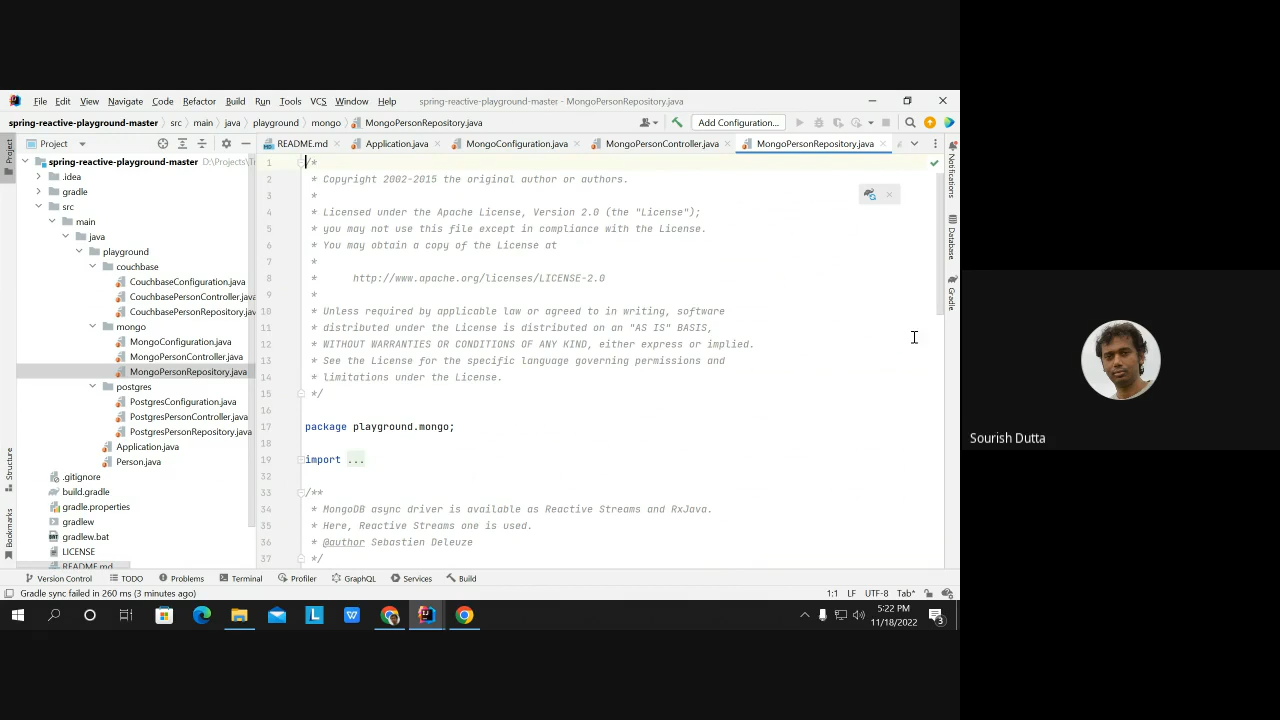 File Edit View Navigate Code Refactor Build Run Tools VCS Window Help spring-reactive-playground-master - MongoPersonRepository.java
spring-reactive-playground-master src main java playground mongo MongoPersonRepository.java Add Configuration...
Project README.md Application.java MongoConfiguration.java MongoPersonController.java MongoPersonRepository.java
Project
Structure
Bookmarks
spring-reactive-playground-master D:\Projects\
.idea
gradle
src
main
java
playground
couchbase
CouchbaseConfiguration.java
CouchbasePersonController.java
CouchbasePersonRepository.java
mongo
MongoConfiguration.java
MongoPersonController.java
MongoPersonRepository.java
postgres
PostgresConfiguration.java
PostgresPersonController.java
PostgresPersonRepository.java
Application.java
Person.java
.gitignore
build.gradle
gradle.properties
gradlew
gradlew.bat
LICENSE
README.md
1 /*
2 * Copyright 2002-2015 the original author or authors.
3 *
4 * Licensed under the Apache License, Version 2.0 (the "License");
5 * you may not use this file except in compliance with the License.
6 * You may obtain a copy of the License at
7 *
8 * http://www.apache.org/licenses/LICENSE-2.0
9 *
10 * Unless required by applicable law or agreed to in writing, software
11 * distributed under the License is distributed on an "AS IS" BASIS,
12 * WITHOUT WARRANTIES OR CONDITIONS OF ANY KIND, either express or implied.
13 * See the License for the specific language governing permissions and
14 * limitations under the License.
15 */
16
17 package playground.mongo;
18
19 import ...
32
33 /**
34 * MongoDB async driver is available as Reactive Streams and RxJava.
35 * Here, Reactive Streams one is used.
36 * @author Sebastien Deleuze
37 */
Notifications
Database
Gradle
Version Control TODO Problems Terminal Profiler GraphQL Services Build
Gradle sync failed in 260 ms (3 minutes ago) 1:1 LF UTF-8 Tab*
L W
5:22 PM
11/18/2022
3
Sourish Dutta